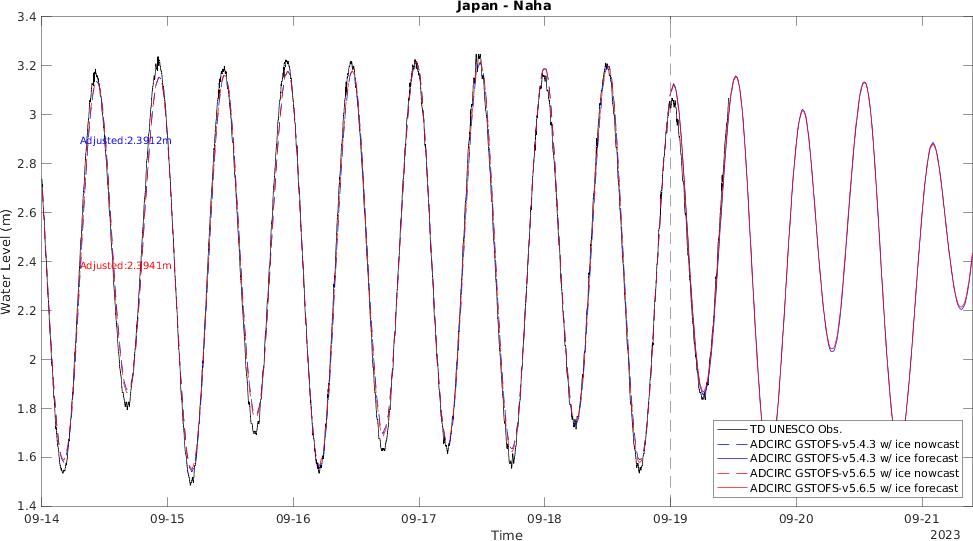 Japan - Naha
3.4
3.2
3
2.8
2.6
2.4
2.2
2
1.8
1.6
1.4
Water Level (m)
Adjusted:2.3912m
Adjusted:2.3941m
TD UNESCO Obs.
ADCIRC GSTOFS-v5.4.3 w/ ice nowcast
ADCIRC GSTOFS-v5.4.3 w/ ice forecast
ADCIRC GSTOFS-v5.6.5 w/ ice nowcast
ADCIRC GSTOFS-v5.6.5 w/ ice forecast
09-14 09-15 09-16 09-17 09-18 09-19 09-20 09-21
Time
2023